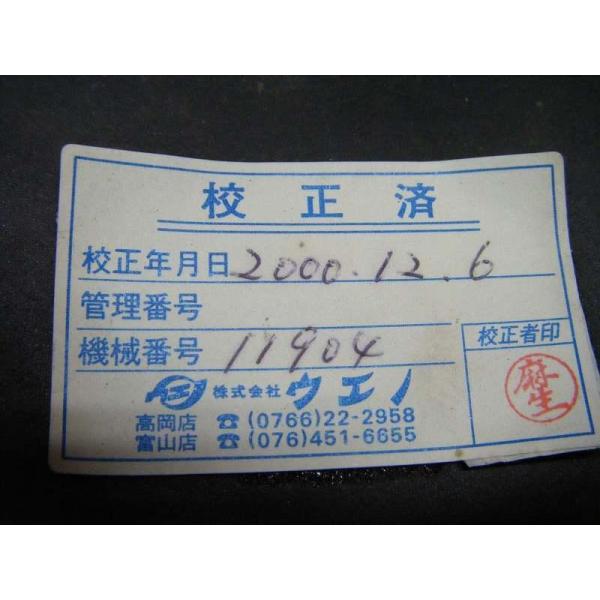 校正済
校正年月日 2000.12.6
管理番号
機械番号 11904
校正者印
麻生
株式会社 ウエノ
高岡店 ☎(0766)22-2958
富山店 ☎(076)451-6655